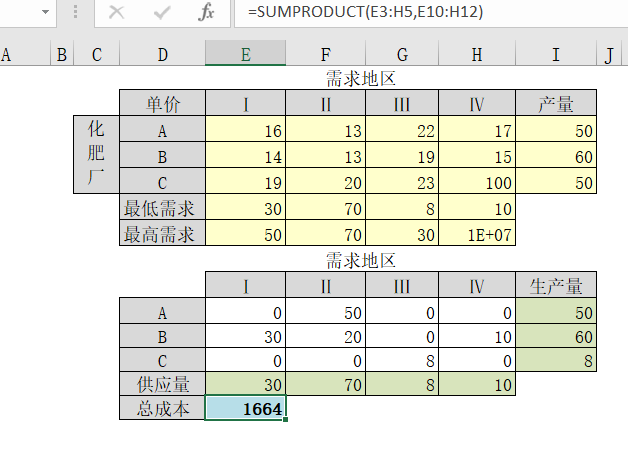 fx =SUMPRODUCT(E3:H5,E10:H12)
A B C D E F G H I J
需求地区
单价 I II III IV 产量
化肥厂 A 16 13 22 17 50
B 14 13 19 15 60
C 19 20 23 100 50
最低需求 30 70 8 10
最高需求 50 70 30 1E+07
需求地区
I II III IV 生产量
A 0 50 0 0 50
B 30 20 0 10 60
C 0 0 8 0 8
供应量 30 70 8 10
总成本 1664